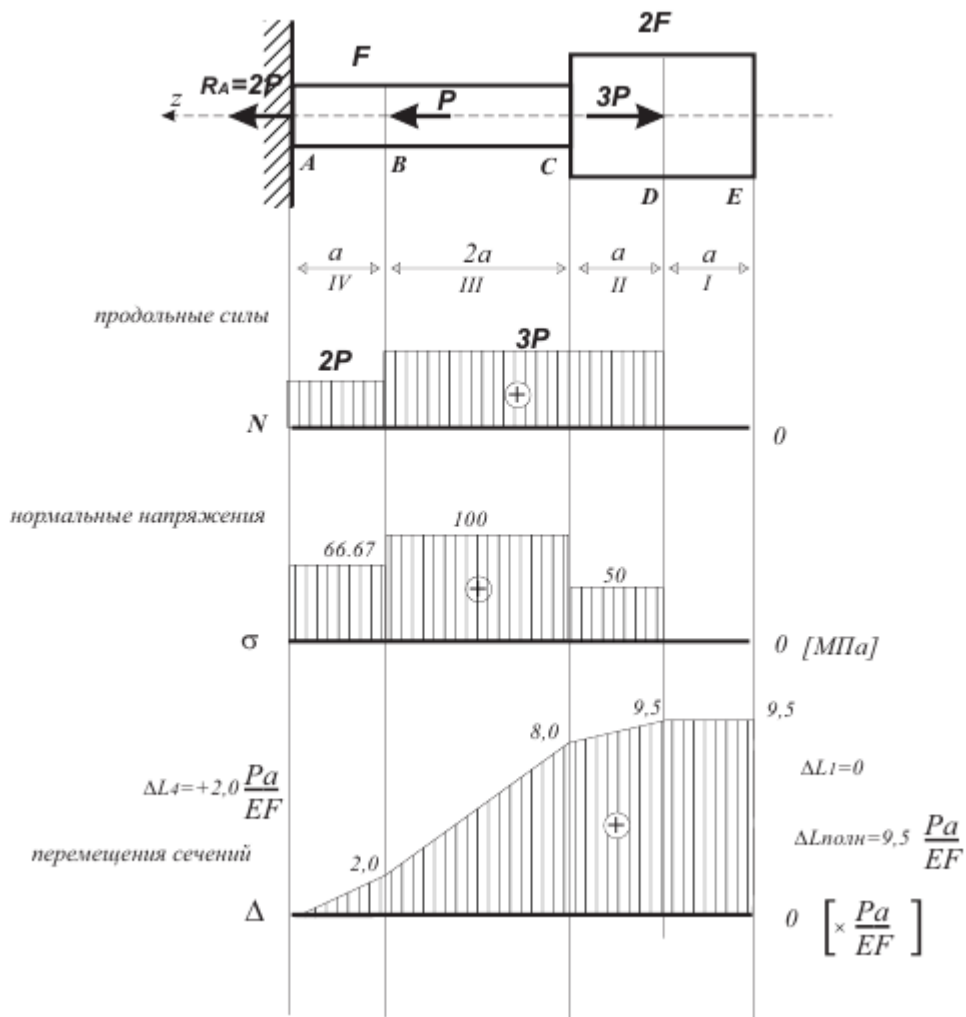 2F
F
RA=2P
z
P
3P
A
B
C
D
E
a
2a
a
a
IV
III
II
I
продольные силы
2P
3P
+
N
0
нормальные напряжения
100
66.67
50
+
σ
0 [МПа]
9,5
9,5
8,0
ΔL1=0
ΔL4=+2,0 Pa/EF
+
ΔLполн=9,5 Pa/EF
перемещения сечений
2,0
Δ
0 [× Pa/EF]